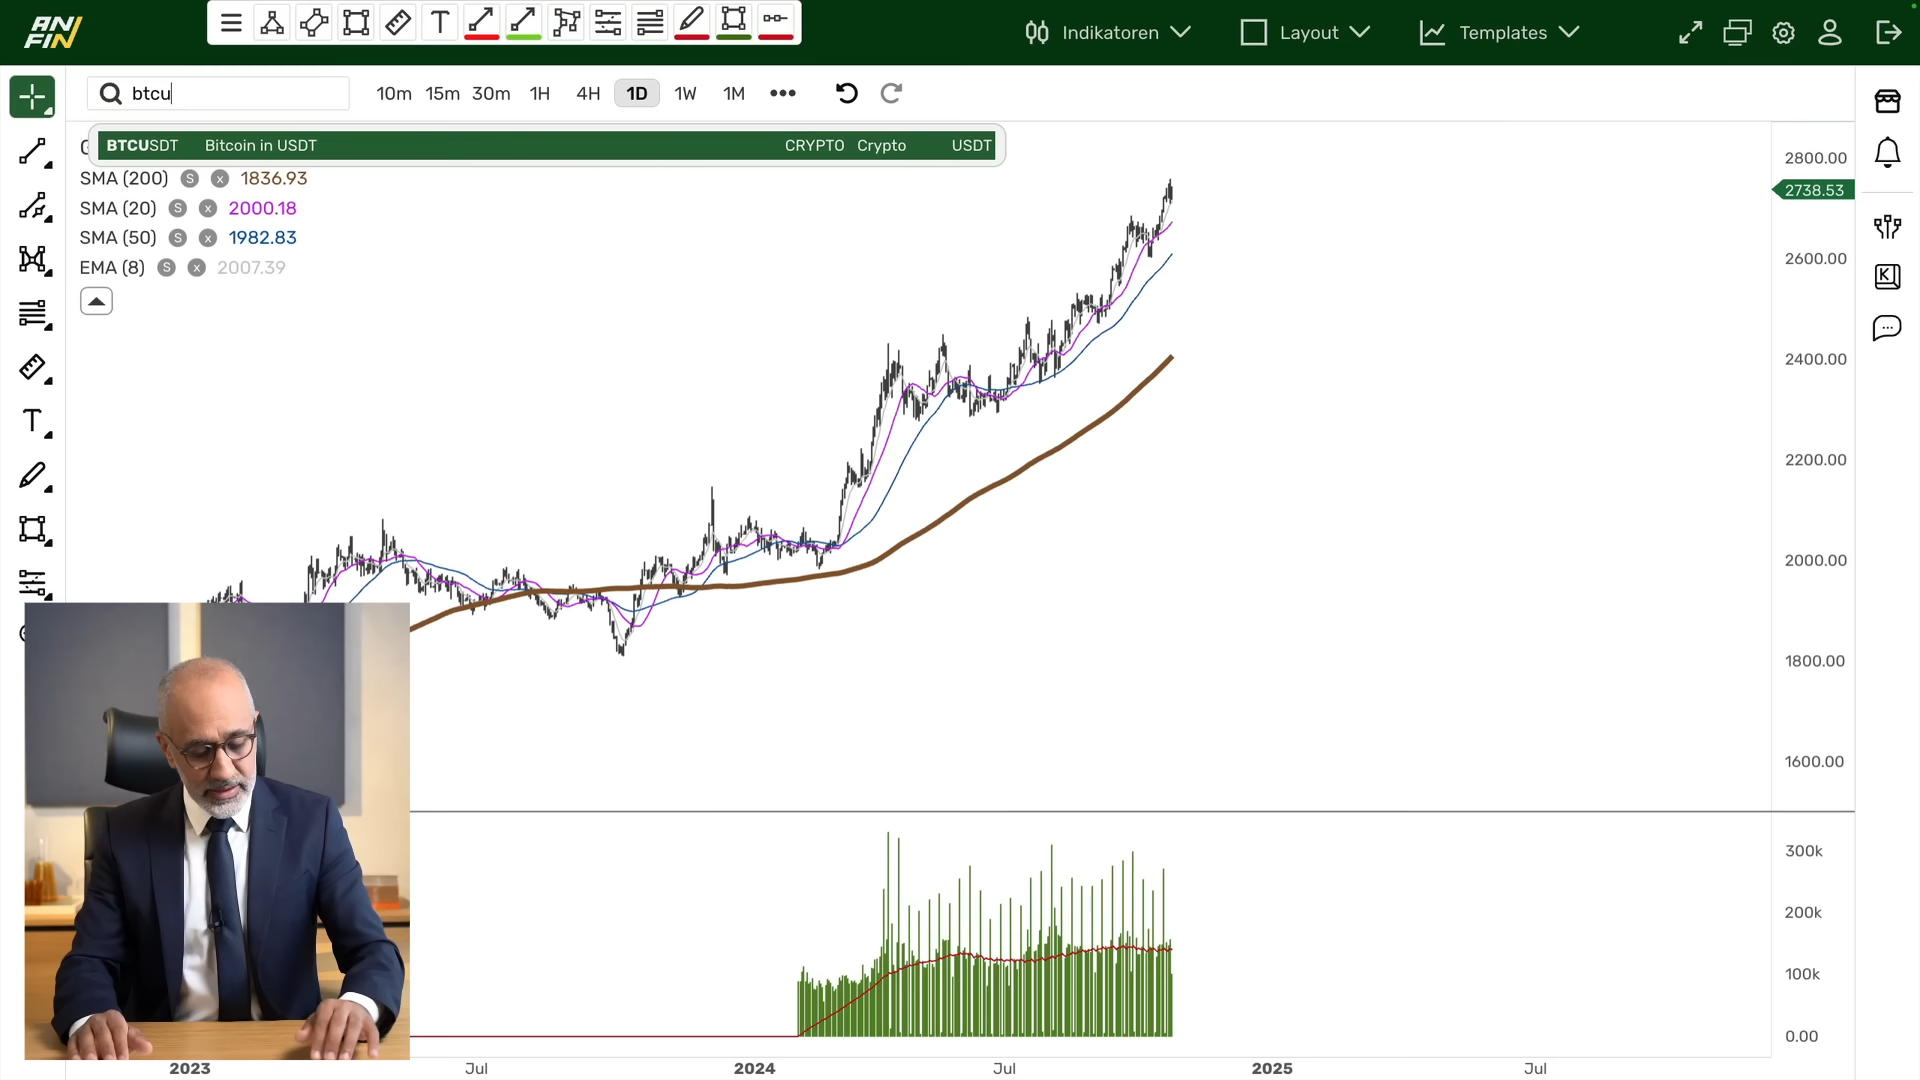 ANFIN
T
Indikatoren
Layout
Templates
btcu
10m 15m 30m 1H 4H 1D 1W 1M
BTCUSDT Bitcoin in USDT CRYPTO Crypto USDT
SMA (200) S x 1836.93
SMA (20) S x 2000.18
SMA (50) S x 1982.83
EMA (8) S x 2007.39
T
K
2800.00
2738.53
2600.00
2400.00
2200.00
2000.00
1800.00
1600.00
300k
200k
100k
0.00
2023 Jul 2024 Jul 2025 Jul